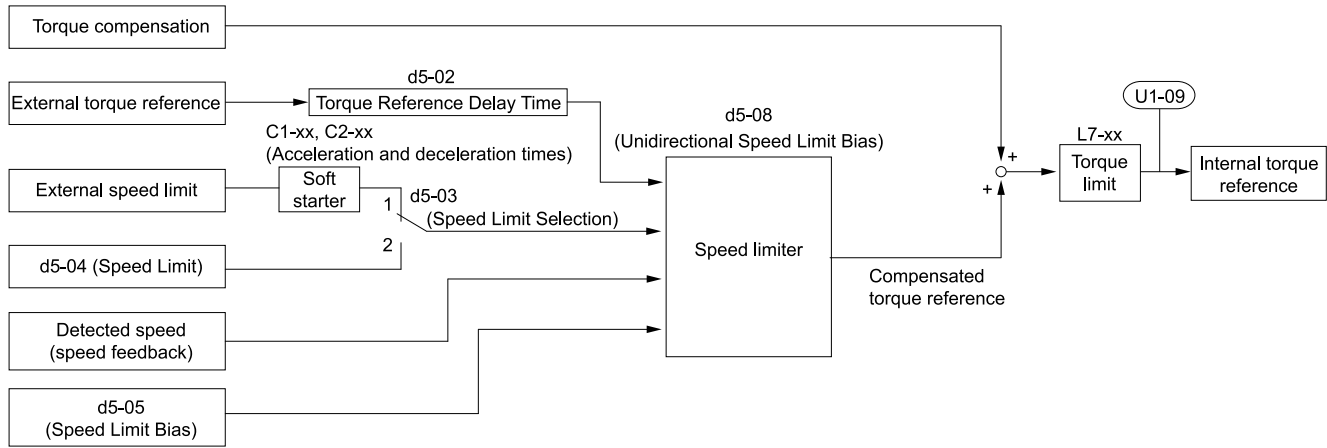 Torque compensation
d5-02
External torque reference
Torque Reference Delay Time
U1-09
d5-08
(Unidirectional Speed Limit Bias)
C1-xx, C2-xx
(Acceleration and deceleration times)
+
L7-xx
Torque
limit
Internal torque
reference
+
External speed limit
Soft
starter
1
d5-03
(Speed Limit Selection)
2
Speed limiter
d5-04 (Speed Limit)
Compensated
torque reference
Detected speed
(speed feedback)
d5-05
(Speed Limit Bias)